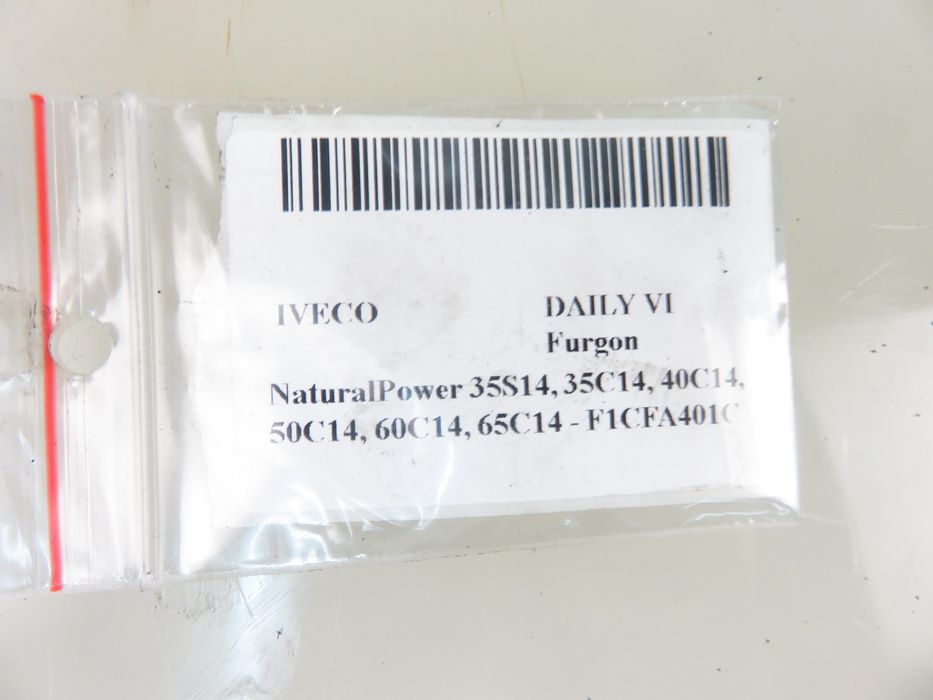 IVECO DAILY VI
Furgon
NaturalPower 35S14, 35C14, 40C14,
50C14, 60C14, 65C14 - F1CFA401C